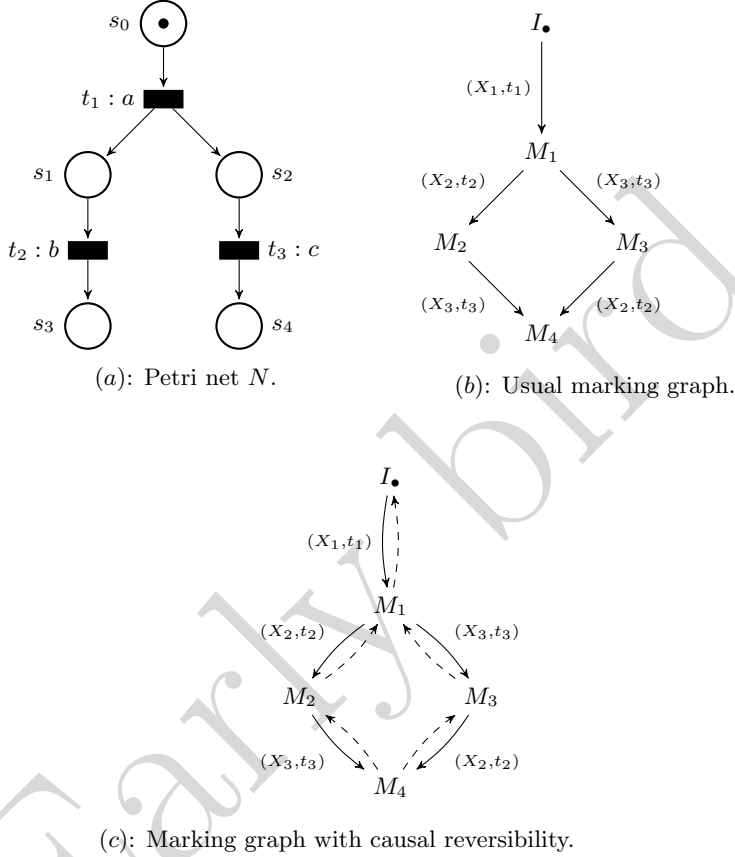 s₀
t₁ : a
s₁ s₂
t₂ : b t₃ : c
s₃ s₄
(a): Petri net N.
I•
(X₁,t₁)
M₁
(X₂,t₂) (X₃,t₃)
M₂ M₃
(X₃,t₃) (X₂,t₂)
M₄
(b): Usual marking graph.
I•
(X₁,t₁)
M₁
(X₂,t₂) (X₃,t₃)
M₂ M₃
(X₃,t₃) (X₂,t₂)
M₄
(c): Marking graph with causal reversibility.
Early bird